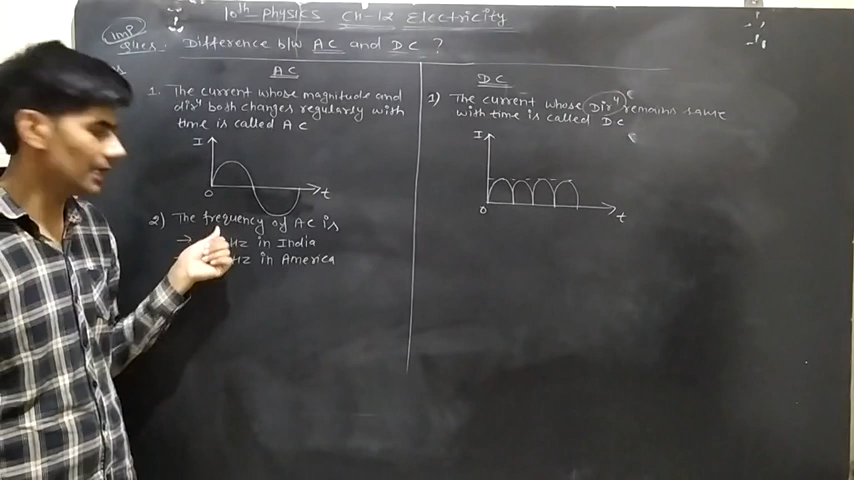 10th Physics Ch-12 Electricity
Imp
Ques. Difference b/w AC and DC ?
AC
1. The current whose magnitude and
dirⁿ both changes regularly with
time is called AC
I
O
t
2) The frequency of AC is
→ Hz in India
Hz in America
DC
1) The current whose Dirⁿ remains same
with time is called DC
I
O
t